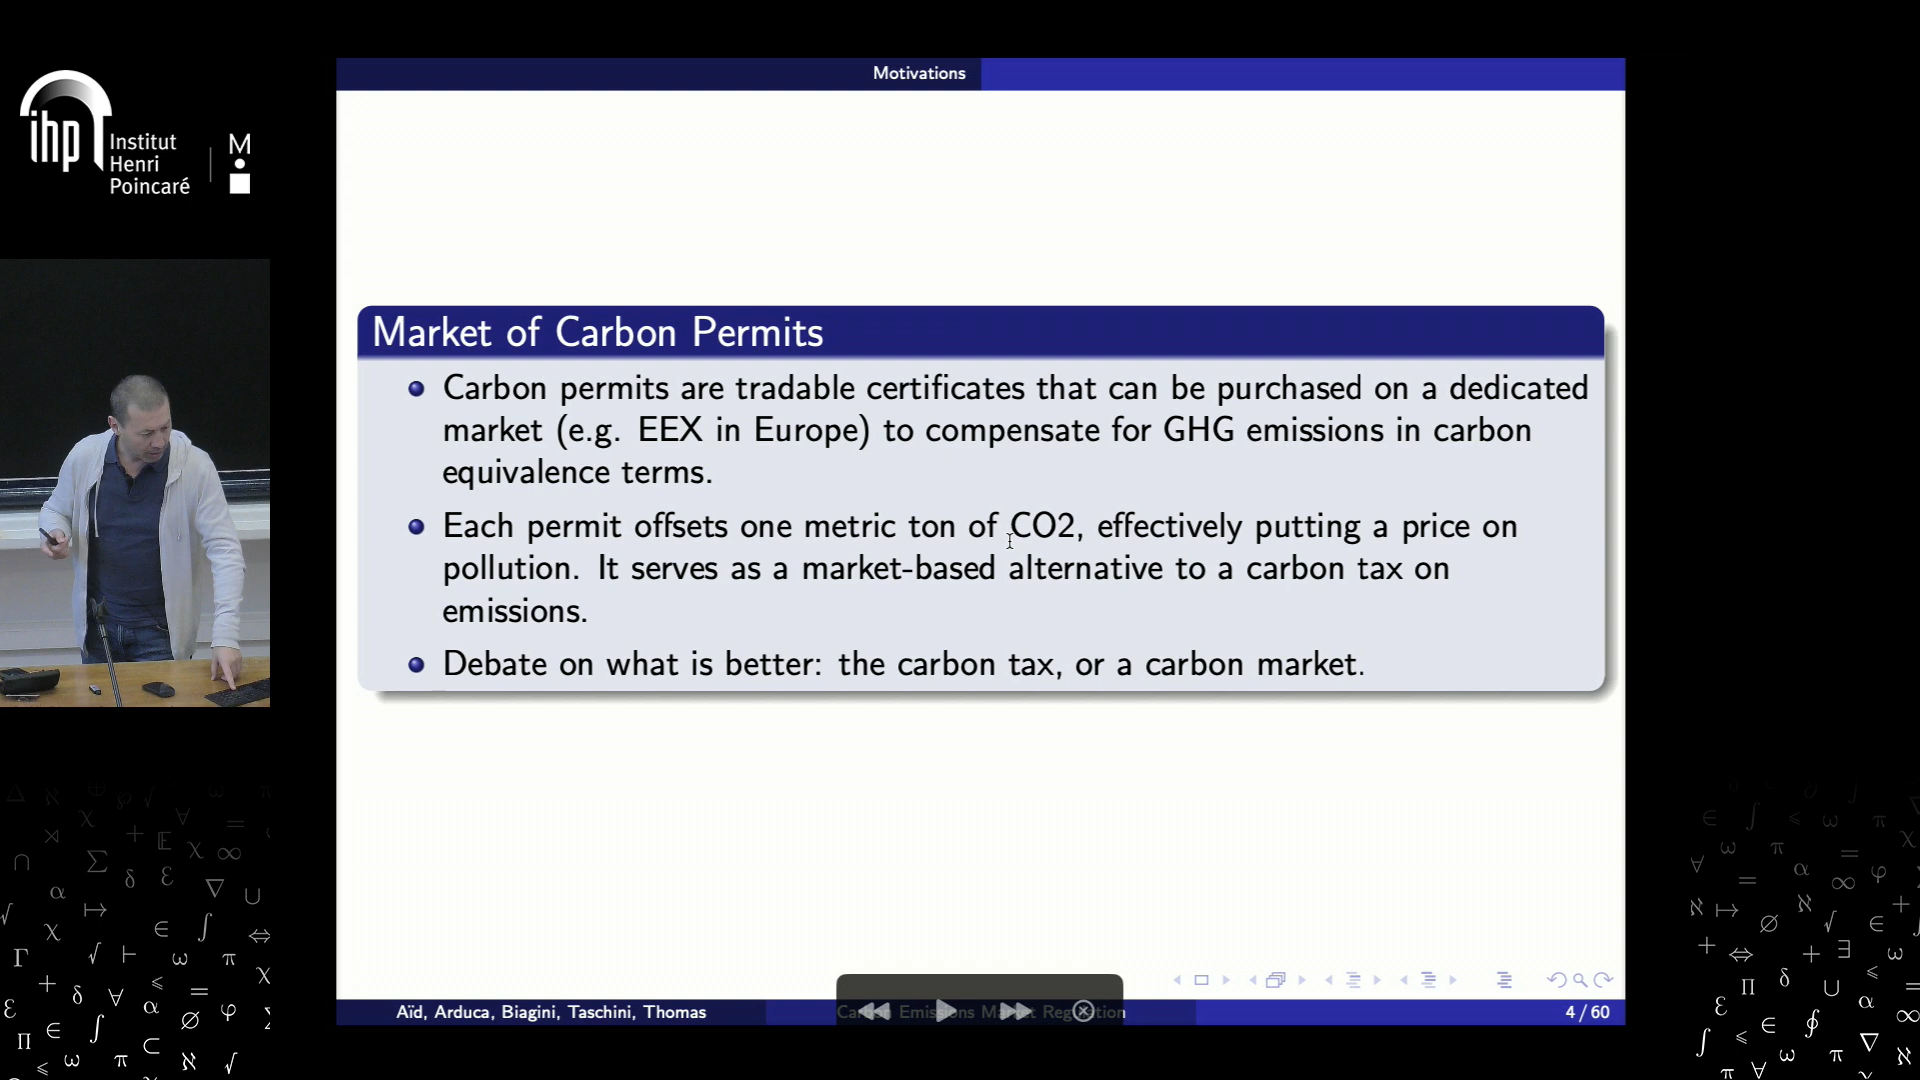 Motivations
ihp
Institut
Henri
Poincaré
M
Market of Carbon Permits
Carbon permits are tradable certificates that can be purchased on a dedicated
market (e.g. EEX in Europe) to compensate for GHG emissions in carbon
equivalence terms.
Each permit offsets one metric ton of CO2, effectively putting a price on
pollution. It serves as a market-based alternative to a carbon tax on
emissions.
Debate on what is better: the carbon tax, or a carbon market.
Aïd, Arduca, Biagini, Taschini, Thomas
Carbon Emissions Market Regulation
4 / 60